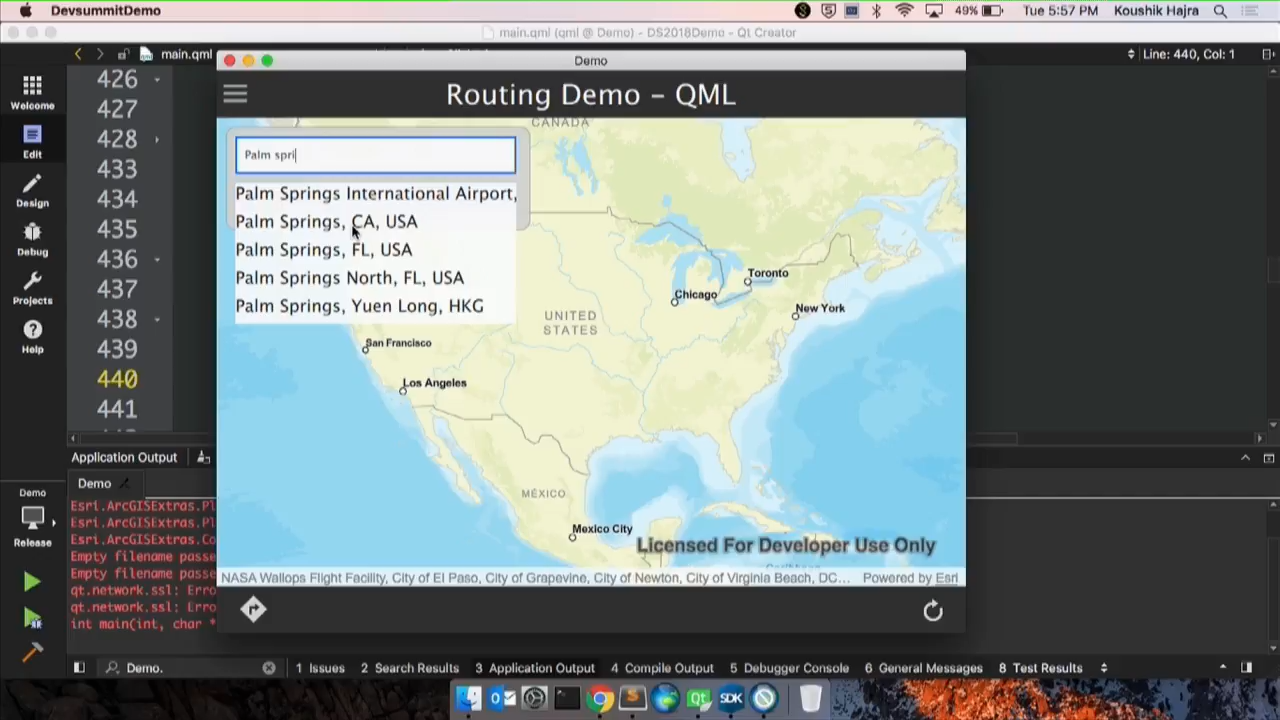 DevsummitDemo
49%
Tue 5:57 PM
Koushik Hajra
main.qml (qml @ Demo) - DS2018Demo - Qt Creator
main.qml
Line: 440, Col: 1
Demo
Routing Demo – QML
Welcome
Edit
Design
Debug
Projects
Help
426
427
428
433
434
435
436
437
438
439
440
441
Palm spri
Palm Springs International Airport,
Palm Springs, CA, USA
Palm Springs, FL, USA
Palm Springs North, FL, USA
Palm Springs, Yuen Long, HKG
CANADA
Toronto
Chicago
New York
UNITED
STATES
San Francisco
Los Angeles
MÉXICO
Mexico City
Licensed For Developer Use Only
NASA Wallops Flight Facility, City of El Paso, City of Grapevine, City of Newton, City of Virginia Beach, DC...
Powered by Esri
Application Output
Demo
Esri.ArcGISExtras.Pl
Esri.ArcGISExtras.Pl
Esri.ArcGISExtras.Co
Empty filename passe
Empty filename passe
qt.network.ssl: Erro
qt.network.ssl: Erro
int main(int, char *
Demo
Release
Demo.
1 Issues
2 Search Results
3 Application Output
4 Compile Output
5 Debugger Console
6 General Messages
8 Test Results
Qt
SDK